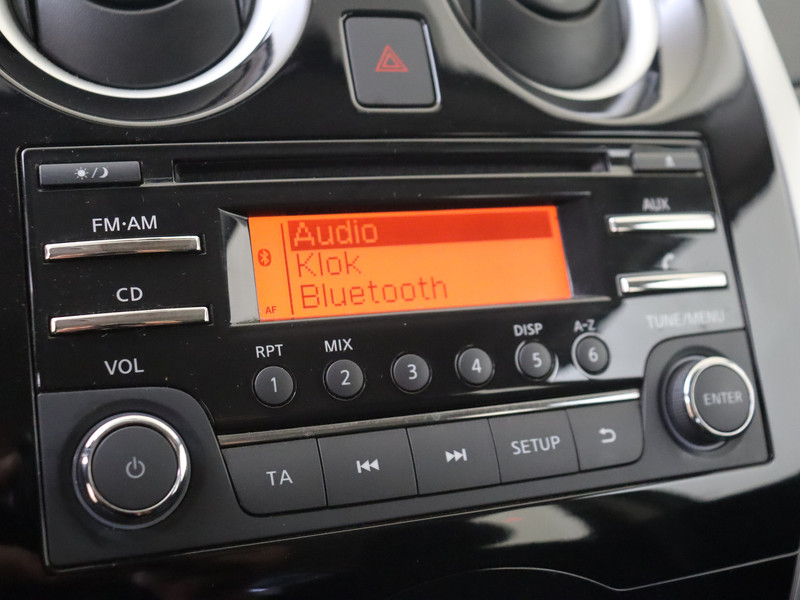 FM·AM
AUX
Audio
Klok
Bluetooth
AF
CD
TUNE/MENU
VOL
RPT
MIX
DISP
A-Z
1
2
3
4
5
6
ENTER
TA
SETUP